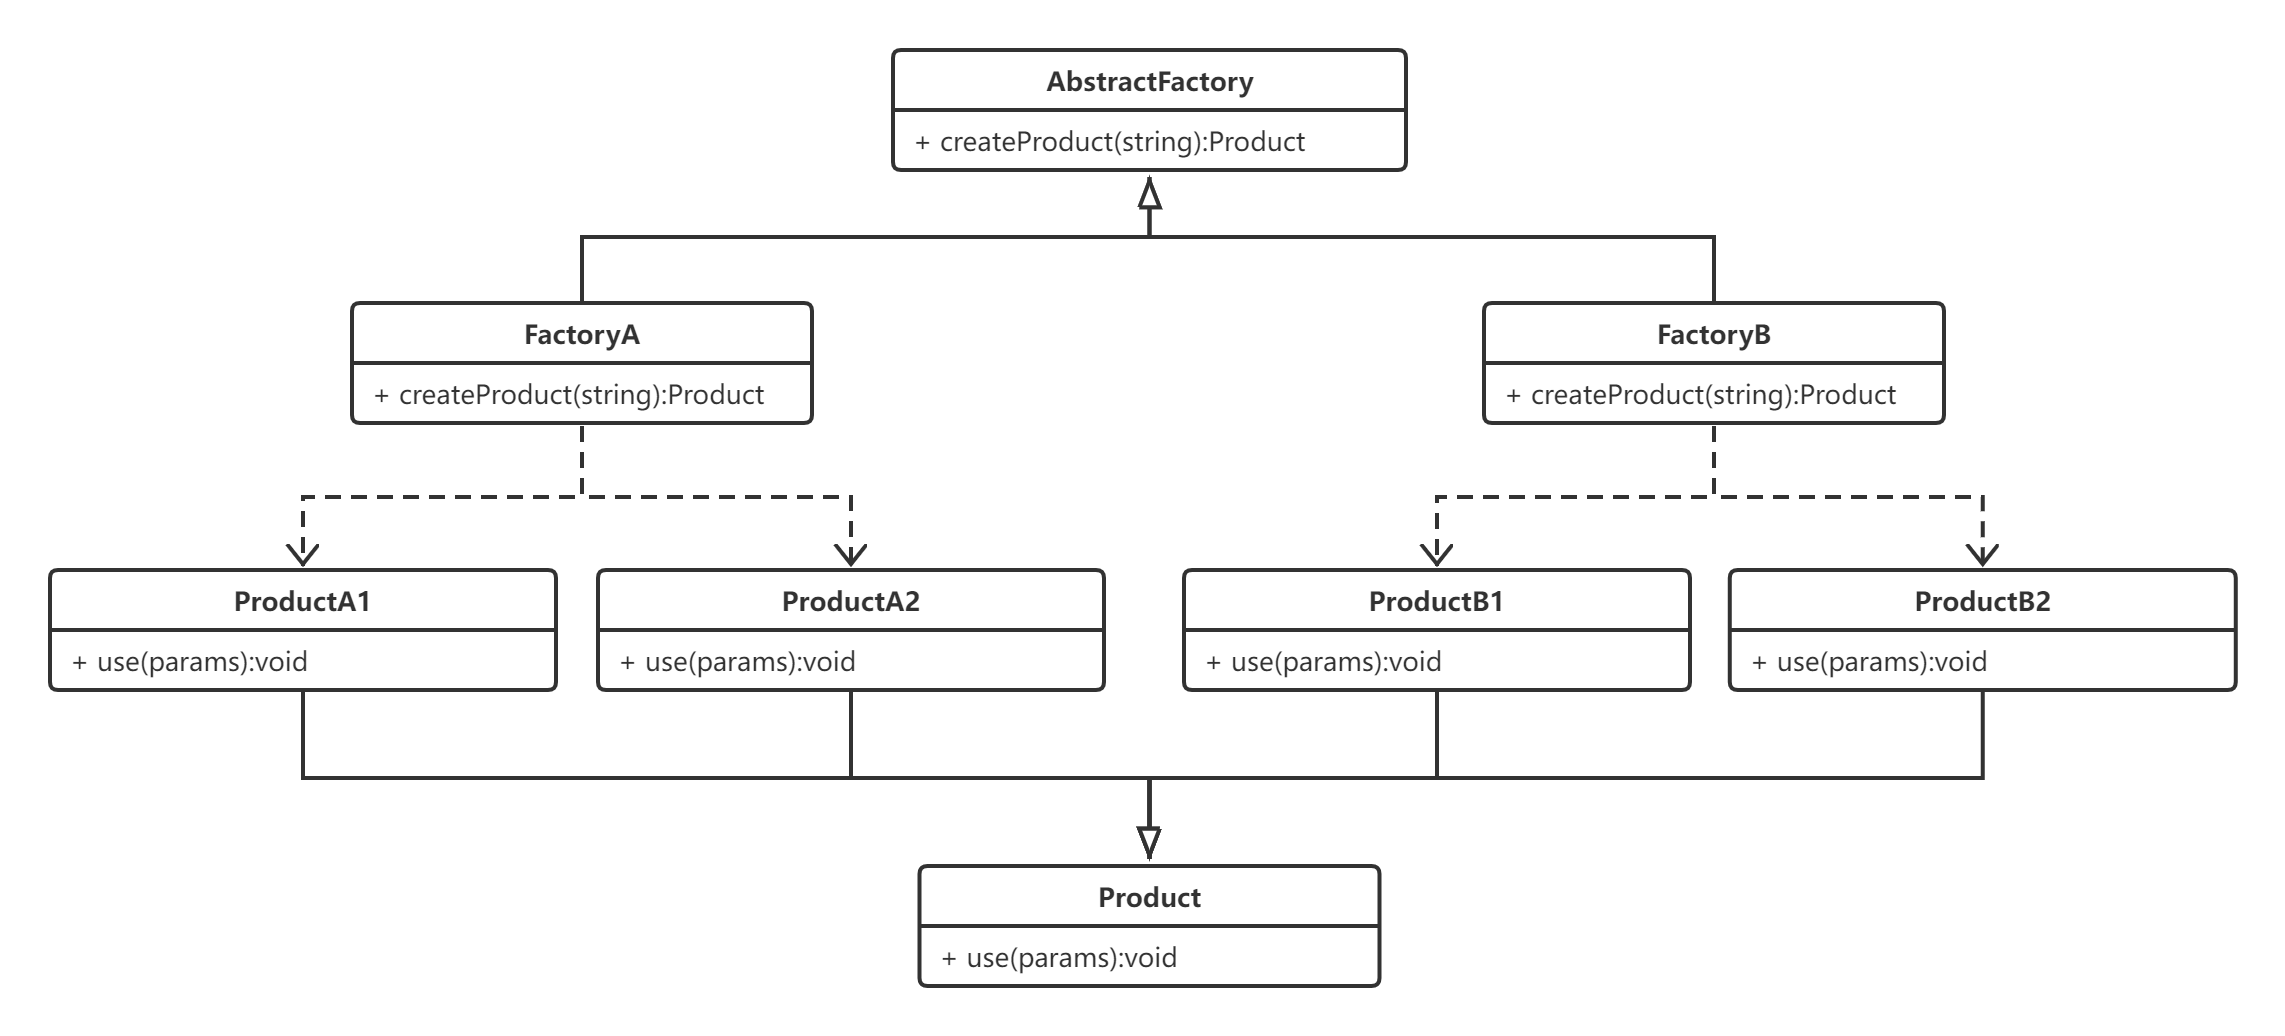 AbstractFactory
+ createProduct(string):Product
FactoryA
+ createProduct(string):Product
FactoryB
+ createProduct(string):Product
ProductA1
+ use(params):void
ProductA2
+ use(params):void
ProductB1
+ use(params):void
ProductB2
+ use(params):void
Product
+ use(params):void